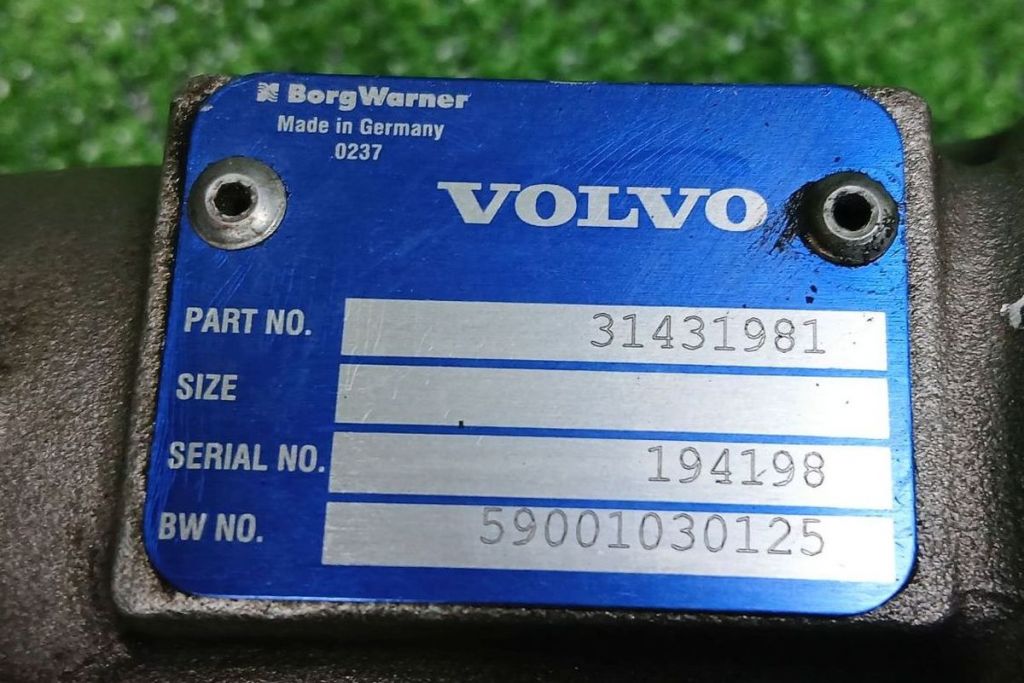 BorgWarner
Made in Germany
0237
VOLVO
PART NO. 31431981
SIZE
SERIAL NO. 194198
BW NO. 59001030125